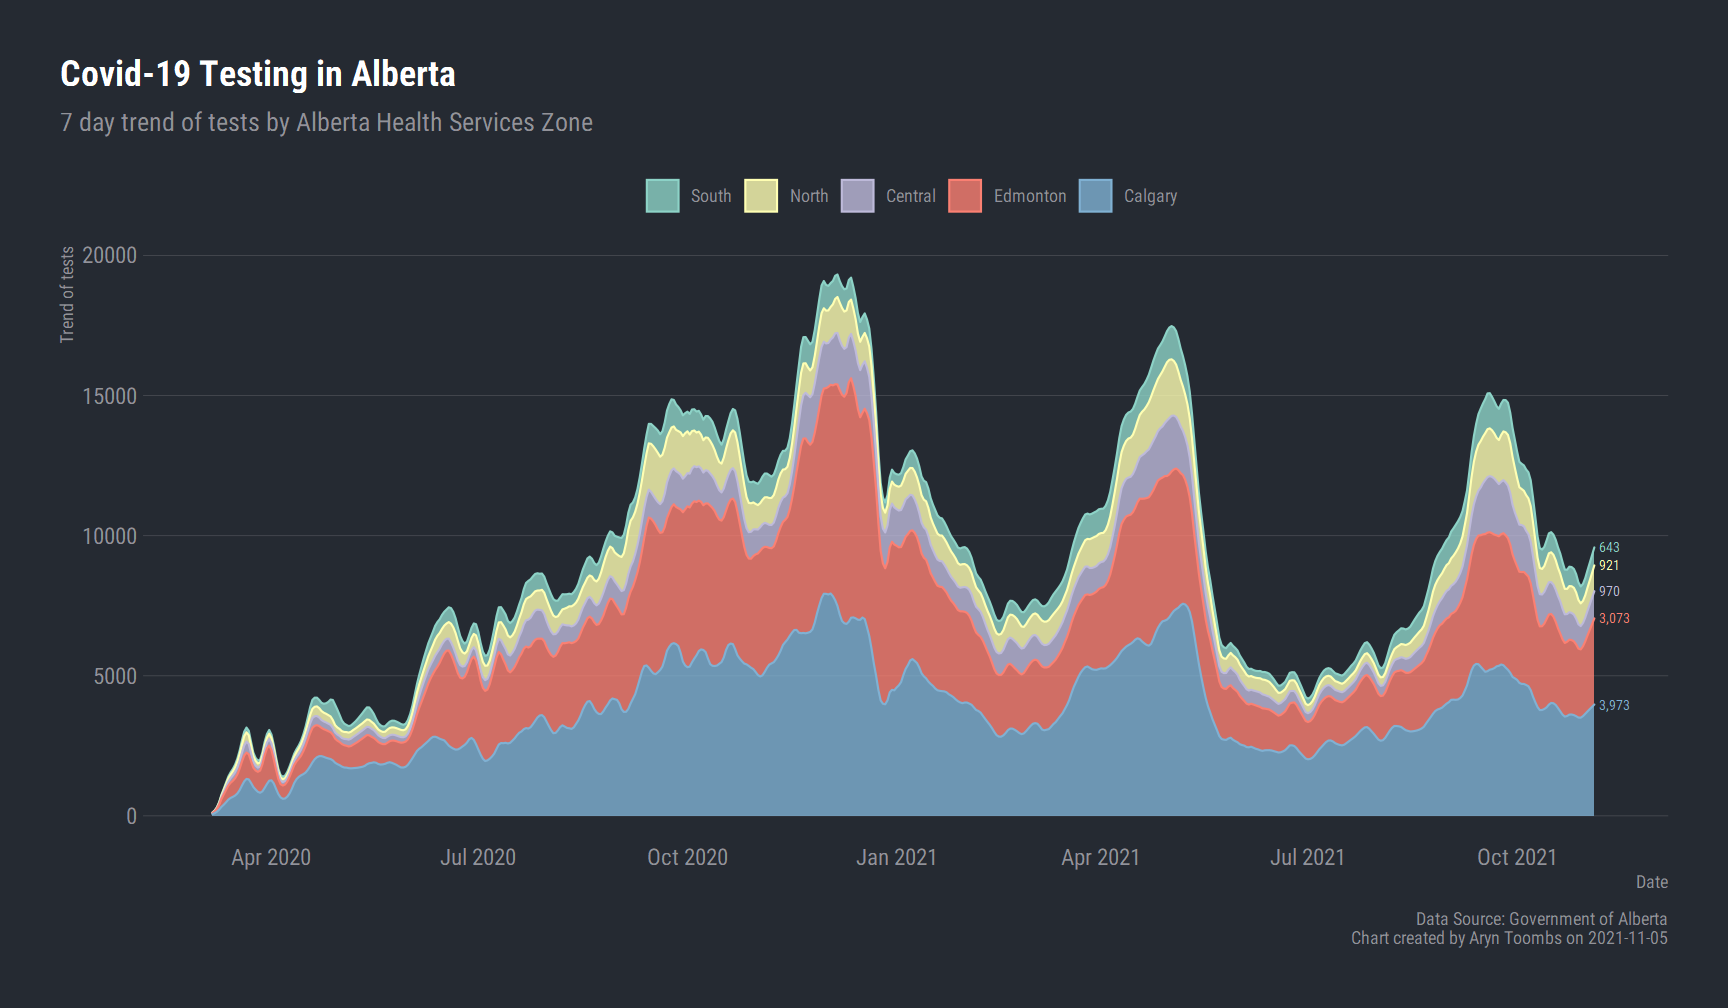 Covid-19 Testing in Alberta
7 day trend of tests by Alberta Health Services Zone
South North Central Edmonton Calgary
Trend of tests
20000
15000
10000
5000
0
643
921
970
3,073
3,973
Apr 2020 Jul 2020 Oct 2020 Jan 2021 Apr 2021 Jul 2021 Oct 2021
Date
Data Source: Government of Alberta
Chart created by Aryn Toombs on 2021-11-05